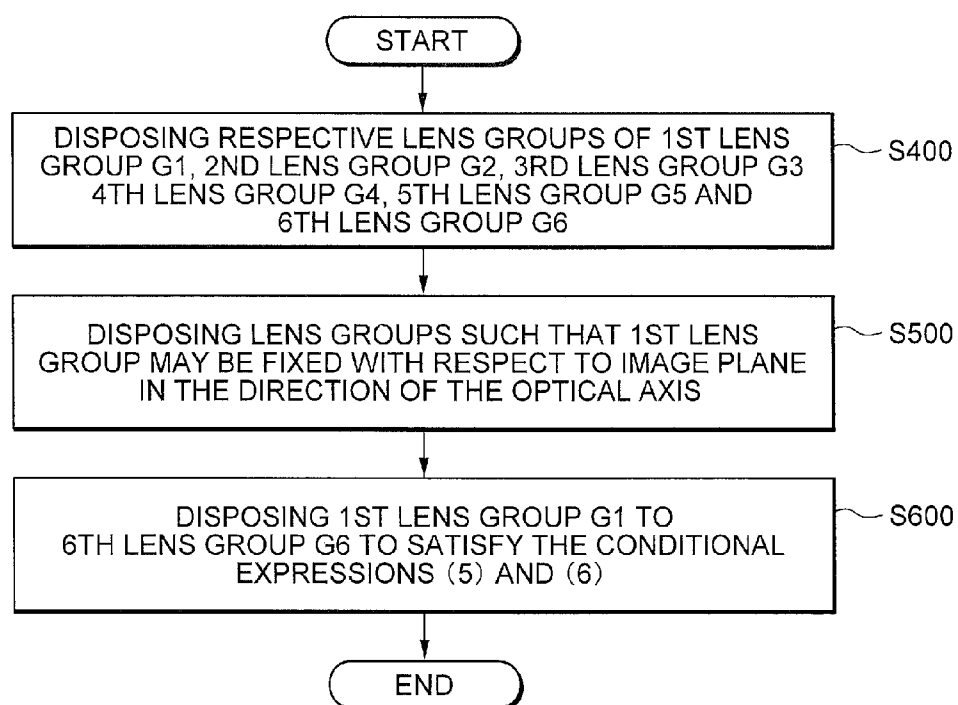 START
DISPOSING RESPECTIVE LENS GROUPS OF 1ST LENS
GROUP G1, 2ND LENS GROUP G2, 3RD LENS GROUP G3
4TH LENS GROUP G4, 5TH LENS GROUP G5 AND
6TH LENS GROUP G6
S400
DISPOSING LENS GROUPS SUCH THAT 1ST LENS
GROUP MAY BE FIXED WITH RESPECT TO IMAGE PLANE
IN THE DIRECTION OF THE OPTICAL AXIS
S500
DISPOSING 1ST LENS GROUP G1 TO
6TH LENS GROUP G6 TO SATISFY THE CONDITIONAL
EXPRESSIONS (5) AND (6)
S600
END